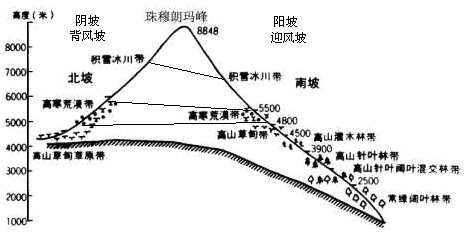 珠穆朗玛峰
8848
阴坡
背风坡
阳坡
迎风坡
高度(米)
9000
8000
7000
6000
5000
4000
3000
2000
1000
北坡
南坡
积雪冰川带
积雪冰川带
高寒荒漠带
高山草甸草原带
高寒荒漠带
5500
高山草甸带
4800
4500
高山灌木林带
3900
高山针叶林带
高山针叶阔叶混交林带
2500
常绿阔叶林带